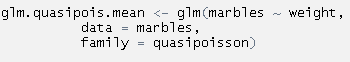 glm.quasipois.mean <- glm(marbles ~ weight,
data = marbles,
family = quasipoisson)